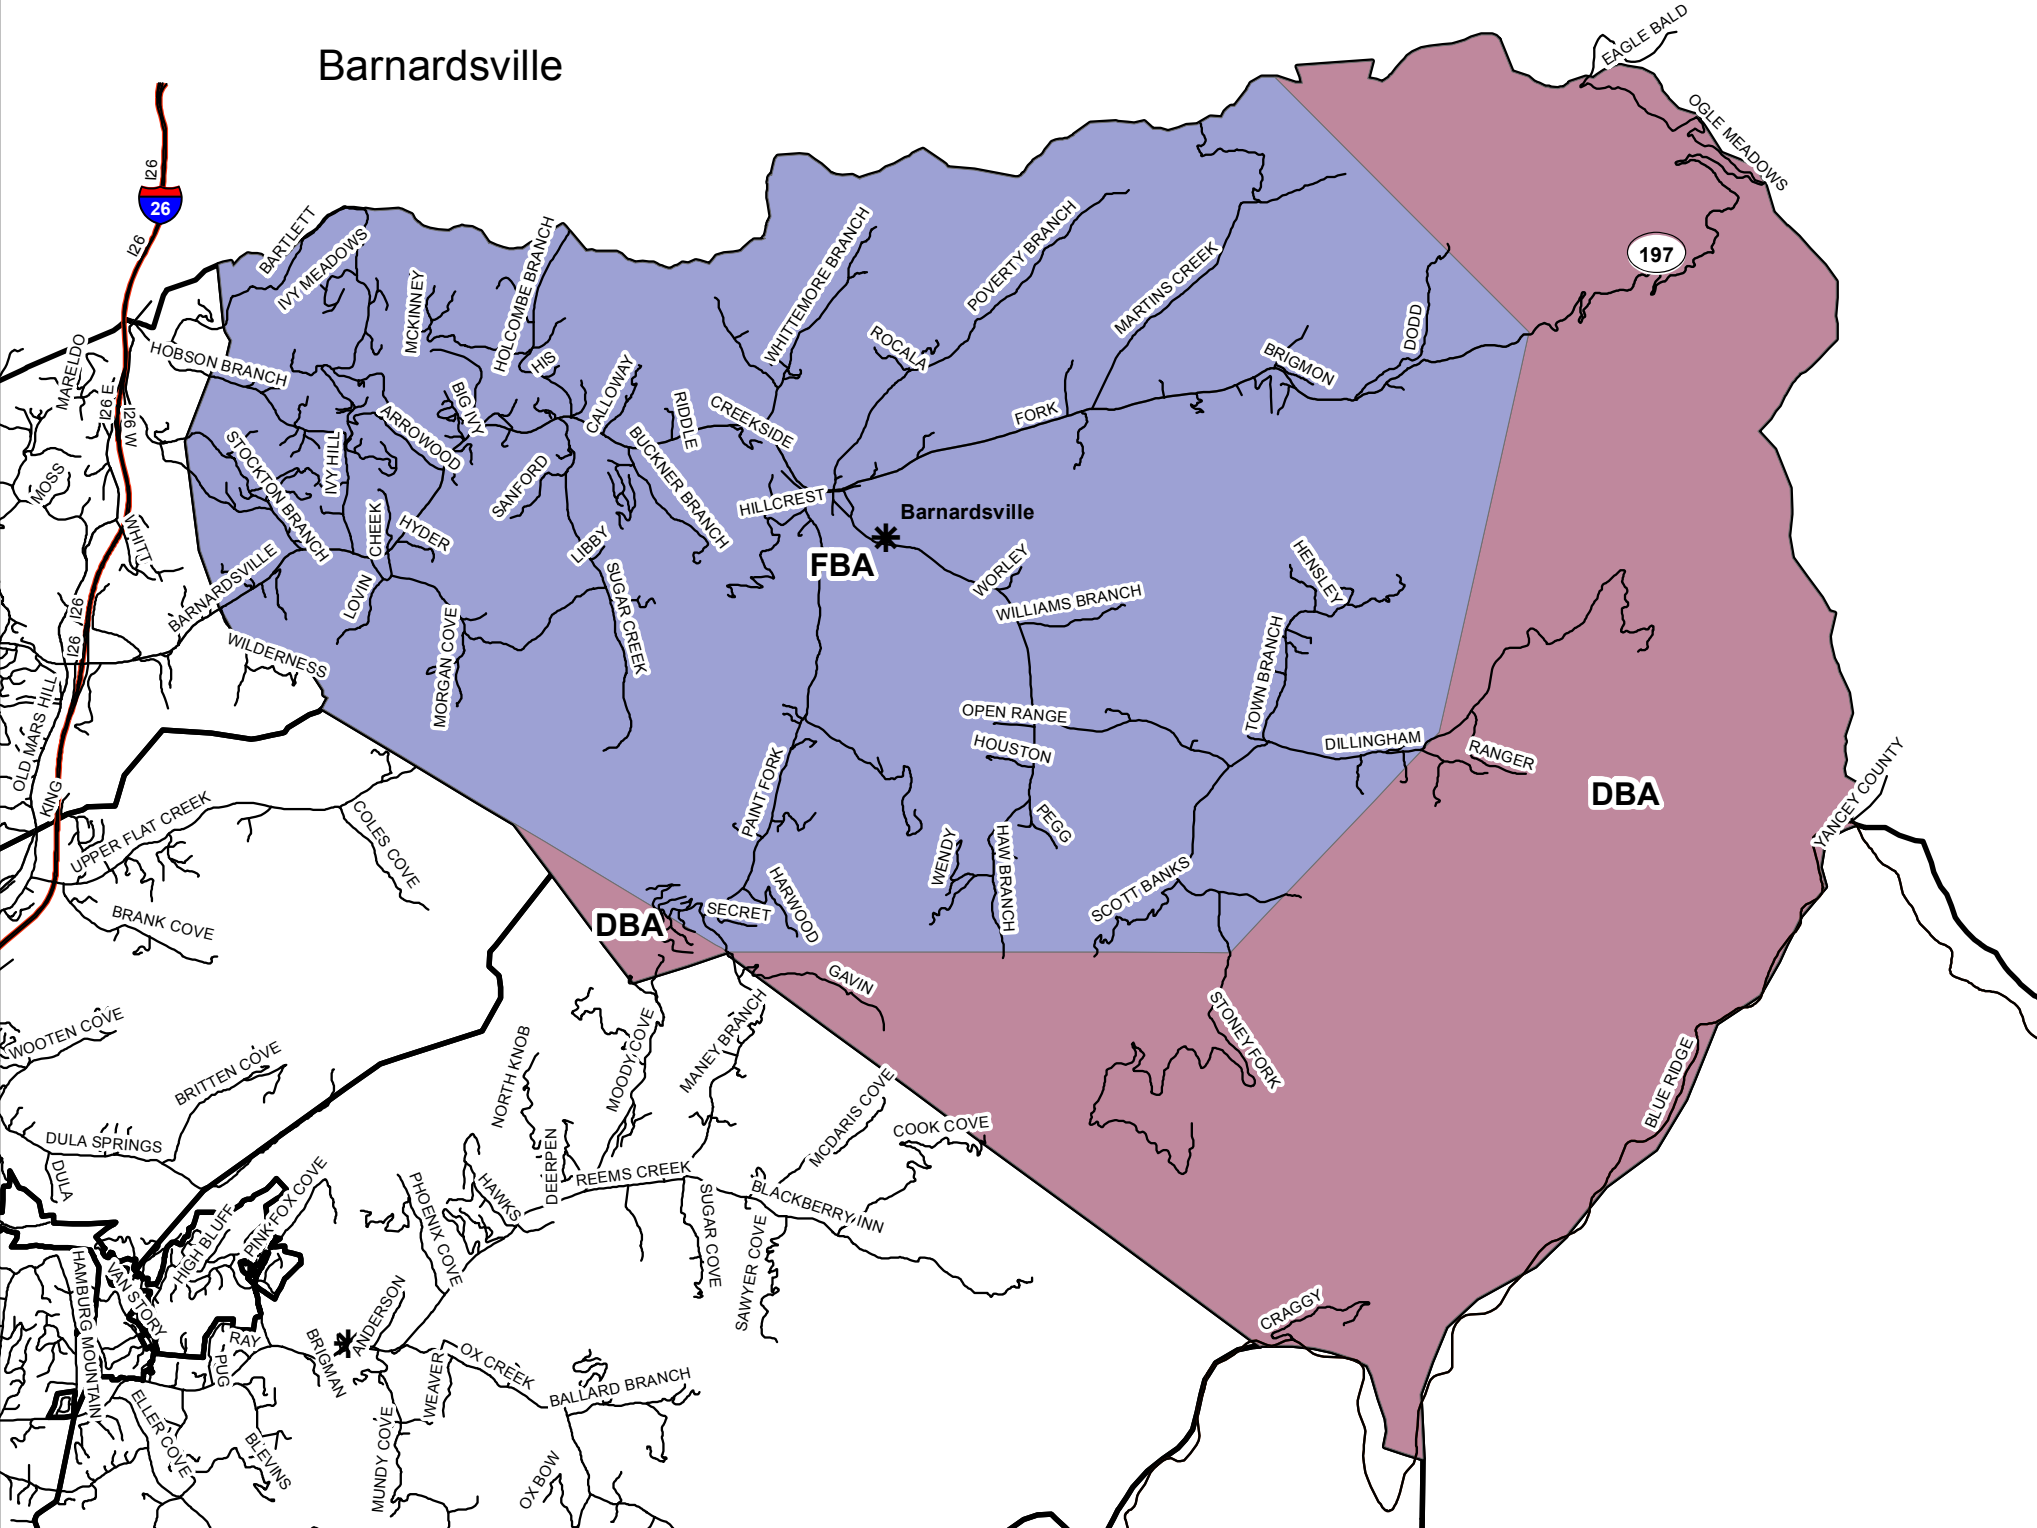 Barnardsville
EAGLE BALD
OGLE MEADOWS
I26
26
I26
BARTLETT
IVY MEADOWS
MCKINNEY
HOLCOMBE BRANCH
WHITTEMORE BRANCH
POVERTY BRANCH
MARTINS CREEK
197
DODD
MARELDO
HOBSON BRANCH
HIS
ROCALA
BRIGMON
I26 E
I26 W
BIG IVY
CALLOWAY
RIDDLE
CREEKSIDE
FORK
ARROWOOD
MOSS
STOCKTON BRANCH
IVY HILL
SANFORD
BUCKNER BRANCH
HILLCREST
Barnardsville
WHITT
CHEEK
HYDER
LIBBY
FBA
WORLEY
HENSLEY
BARNARDSVILLE
LOVIN
SUGAR CREEK
WILLIAMS BRANCH
I26
I26
WILDERNESS
MORGAN COVE
TOWN BRANCH
OLD MARS HILL
OPEN RANGE
HOUSTON
DILLINGHAM
RANGER
DBA
KING
UPPER FLAT CREEK
COLES COVE
PAINT FORK
PEGG
YANCEY COUNTY
WENDY
HAW BRANCH
SCOTT BANKS
BRANK COVE
DBA
SECRET
HARWOOD
GAVIN
STONEY FORK
WOOTEN COVE
BRITTEN COVE
NORTH KNOB
MOODY COVE
MANEY BRANCH
BLUE RIDGE
MCDARIS COVE
COOK COVE
DULA SPRINGS
DULA
DEERPEN
REEMS CREEK
PINK FOX COVE
HIGH BLUFF
PHOENIX COVE
HAWKS
SUGAR COVE
SAWYER COVE
BLACKBERRY INN
HAMBURG MOUNTAIN
VAN STORY
ANDERSON
CRAGGY
RAY
PUG
BRIGMAN
WEAVER
OX CREEK
BALLARD BRANCH
ELLER COVE
BLEVINS
MUNDY COVE
OX BOW